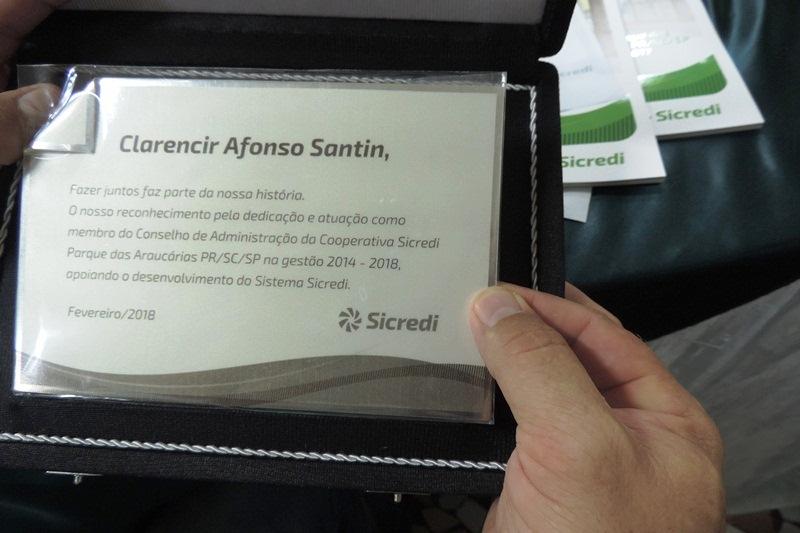 Clarencir Afonso Santin,
Fazer juntos faz parte da nossa história.
O nosso reconhecimento pela dedicação e atuação como
membro do Conselho de Administração da Cooperativa Sicredi
Parque das Araucárias PR/SC/SP na gestão 2014 - 2018,
apoiando o desenvolvimento do Sistema Sicredi.
Fevereiro/2018
Sicredi
Sicredi
Sicredi